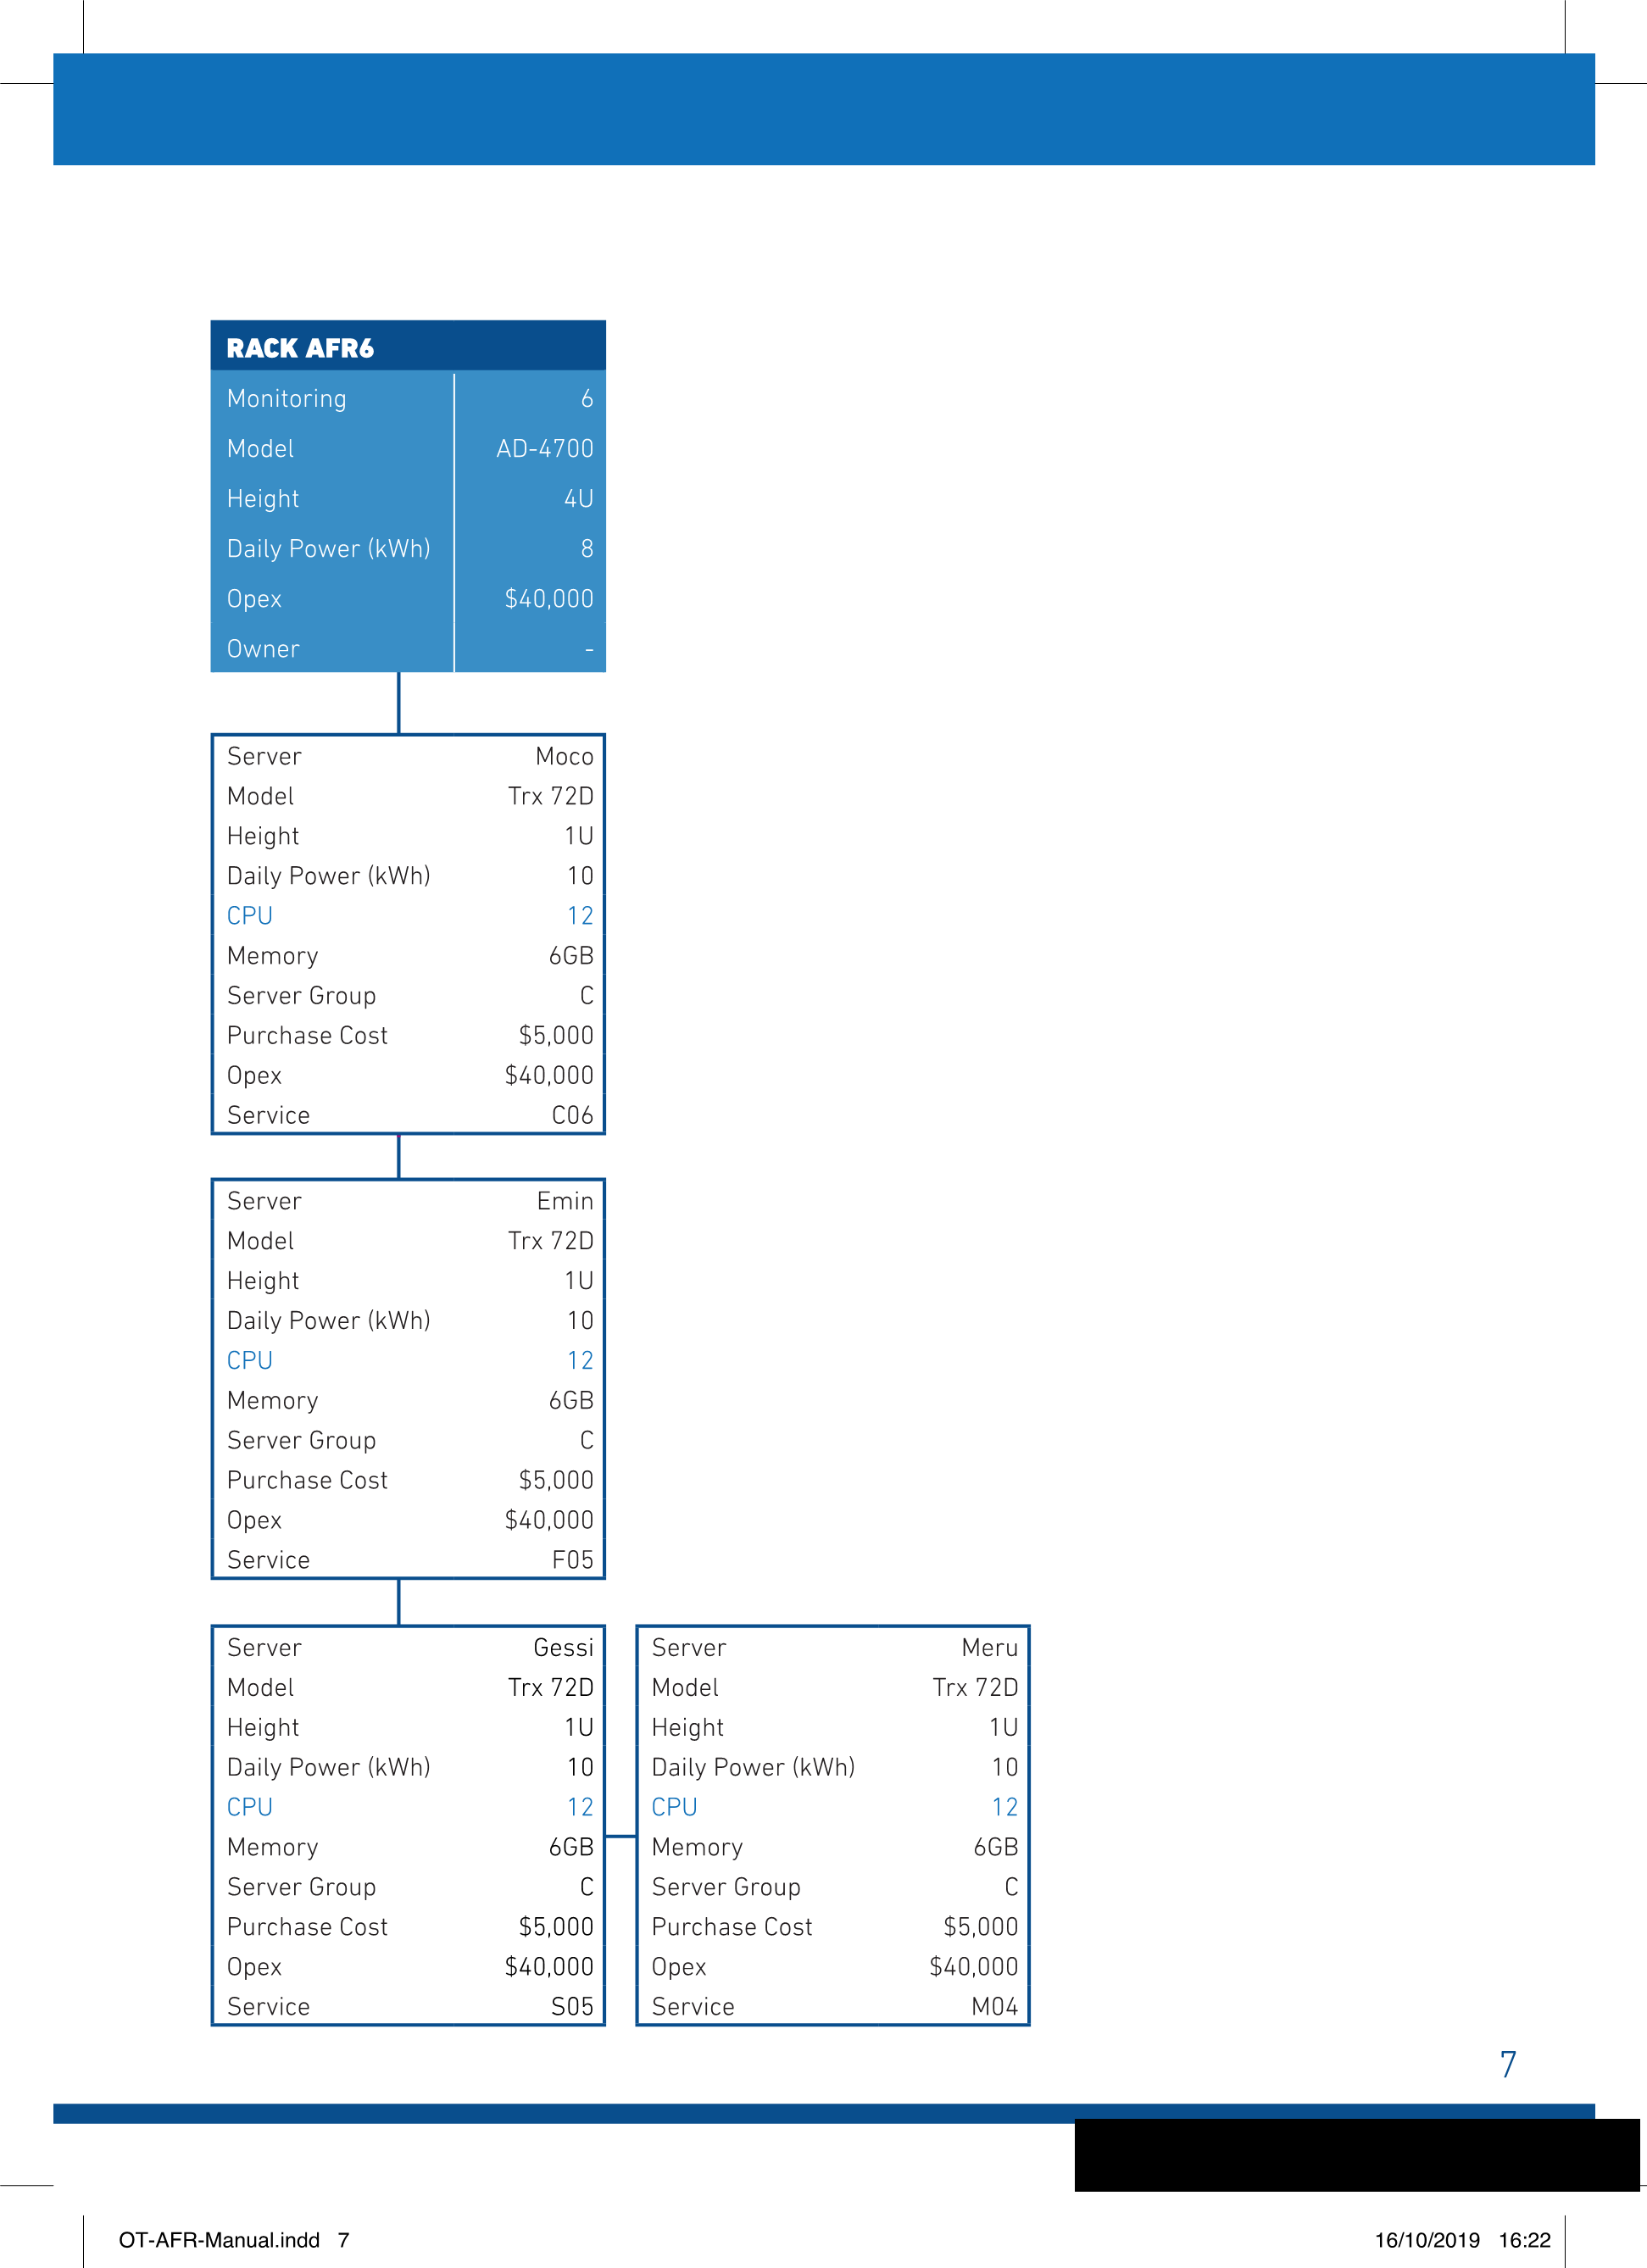 RACK AFR6
Monitoring 6
Model AD-4700
Height 4U
Daily Power (kWh) 8
Opex $40,000
Owner -
Server Moco
Model Trx 72D
Height 1U
Daily Power (kWh) 10
CPU 12
Memory 6GB
Server Group C
Purchase Cost $5,000
Opex $40,000
Service C06
Server Emin
Model Trx 72D
Height 1U
Daily Power (kWh) 10
CPU 12
Memory 6GB
Server Group C
Purchase Cost $5,000
Opex $40,000
Service F05
Server Gessi
Model Trx 72D
Height 1U
Daily Power (kWh) 10
CPU 12
Memory 6GB
Server Group C
Purchase Cost $5,000
Opex $40,000
Service S05
Server Meru
Model Trx 72D
Height 1U
Daily Power (kWh) 10
CPU 12
Memory 6GB
Server Group C
Purchase Cost $5,000
Opex $40,000
Service M04
7
OT-AFR-Manual.indd 7
16/10/2019 16:22